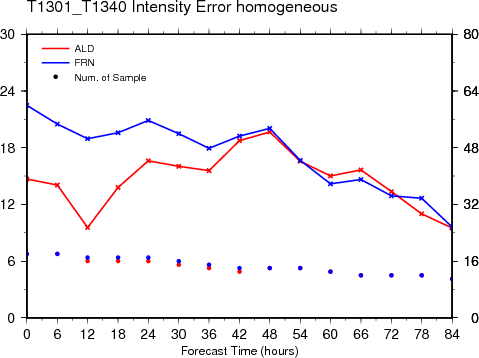 T1301_T1340 Intensity Error homogeneous
30 80
ALD
FRN
Num. of Sample
24 64
18 48
12 32
6 16
0 0
0 6 12 18 24 30 36 42 48 54 60 66 72 78 84
Forecast Time (hours)